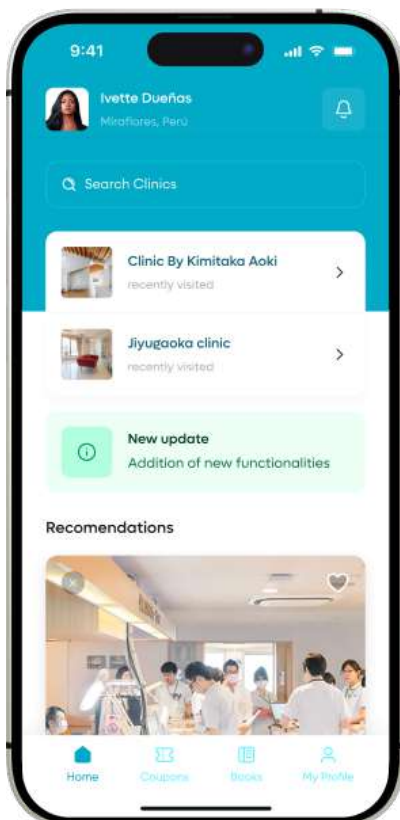 9:41
Ivette Dueñas
Miraflores, Perú
Search Clinics
Clinic By Kimitaka Aoki
recently visited
Jiyugaoka clinic
recently visited
New update
Addition of new functionalities
Recomendations
Home
Coupons
Books
My Profile